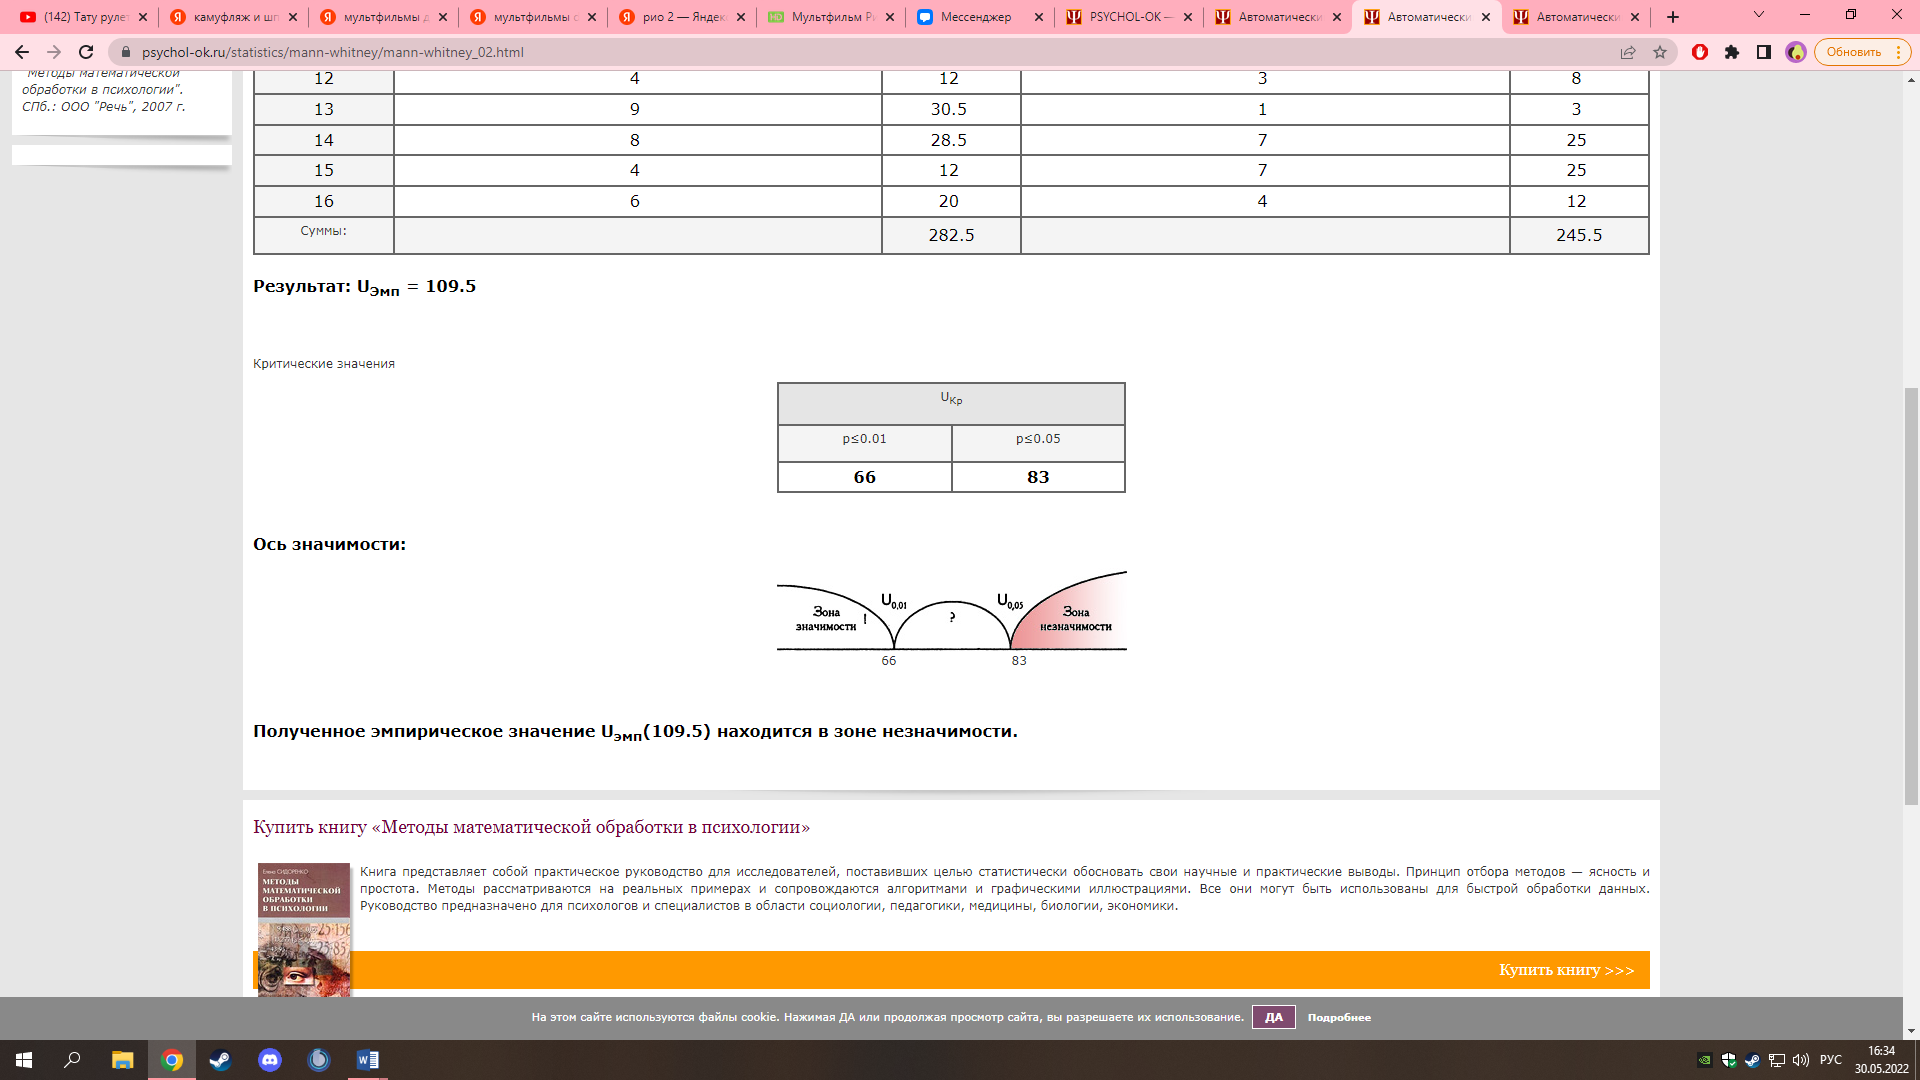 (142) Тату рулет
камуфляж и шп
мультфильмы д
мультфильмы с
рио 2 — Яндек
Мультфильм Ри
Мессенджер
PSYCHOL-OK —
Автоматически
Автоматически
Автоматически
psychol-ok.ru/statistics/mann-whitney/mann-whitney_02.html
Обновить
"Методы математической
обработки в психологии".
СПб.: ООО "Речь", 2007 г.
12 4 12 3 8
13 9 30.5 1 3
14 8 28.5 7 25
15 4 12 7 25
16 6 20 4 12
Суммы: 282.5 245.5
Результат: UЭмп = 109.5
Критические значения
UКр
p≤0.01 p≤0.05
66 83
Ось значимости:
U0,01 U0,05
Зона
значимости
!
?
Зона
незначимости
66 83
Полученное эмпирическое значение Uэмп(109.5) находится в зоне незначимости.
Купить книгу «Методы математической обработки в психологии»
Елена СИДОРЕНКО
МЕТОДЫ
МАТЕМАТИЧЕСКОЙ
ОБРАБОТКИ
В ПСИХОЛОГИИ
Книга представляет собой практическое руководство для исследователей, поставивших целью статистически обосновать свои научные и практические выводы. Принцип отбора методов — ясность и
простота. Методы рассматриваются на реальных примерах и сопровождаются алгоритмами и графическими иллюстрациями. Все они могут быть использованы для быстрой обработки данных.
Руководство предназначено для психологов и специалистов в области социологии, педагогики, медицины, биологии, экономики.
Купить книгу >>>
На этом сайте используются файлы cookie. Нажимая ДА или продолжая просмотр сайта, вы разрешаете их использование. ДА Подробнее
РУС
16:34
30.05.2022